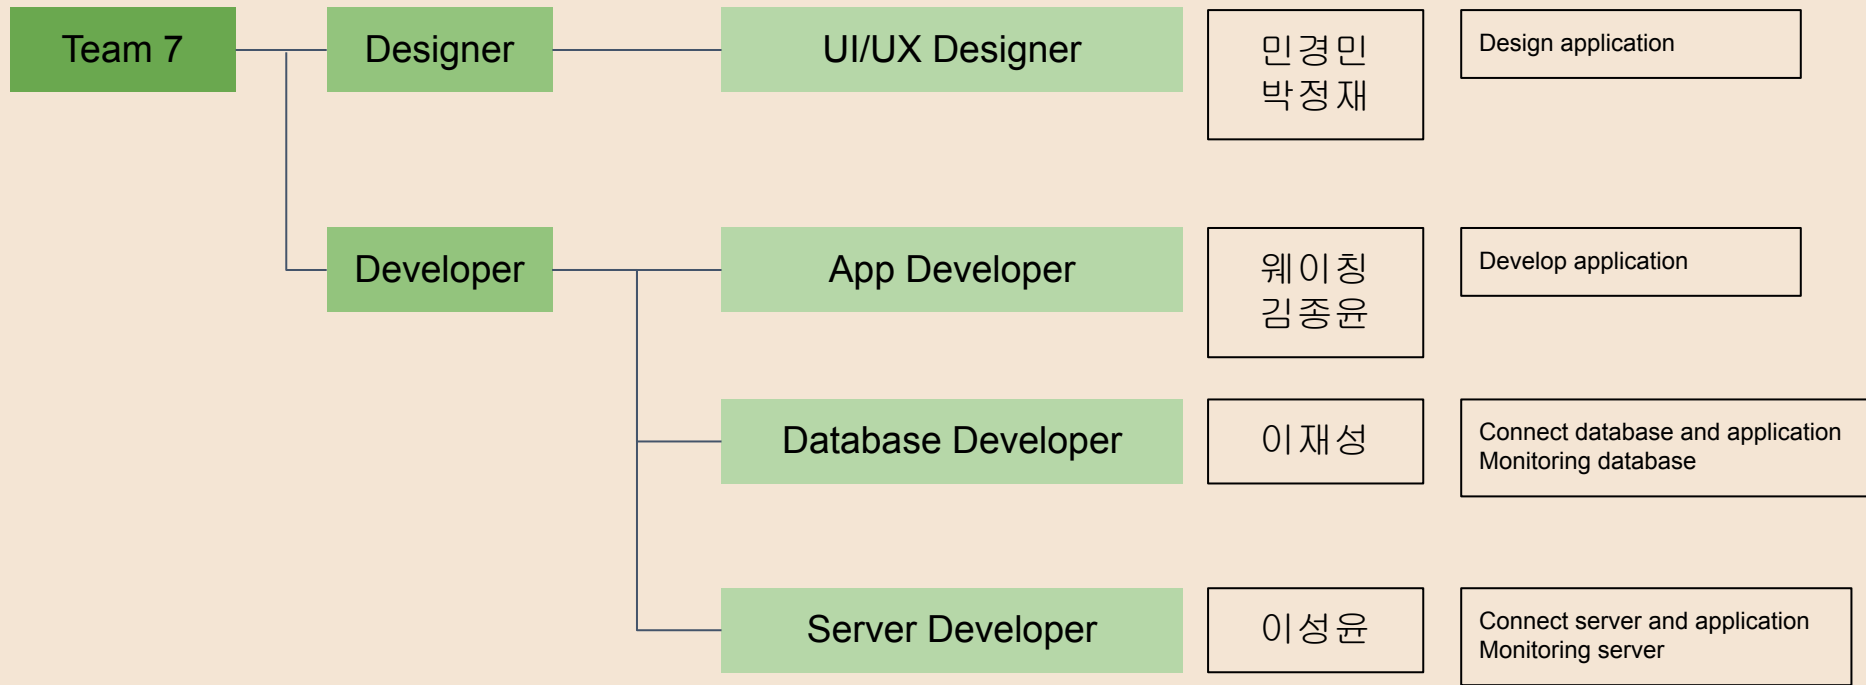 Team 7
Designer
UI/UX Designer
민경민
박정재
Design application
Developer
App Developer
웨이칭
김종윤
Develop application
Database Developer
이재성
Connect database and application
Monitoring database
Server Developer
이성윤
Connect server and application
Monitoring server